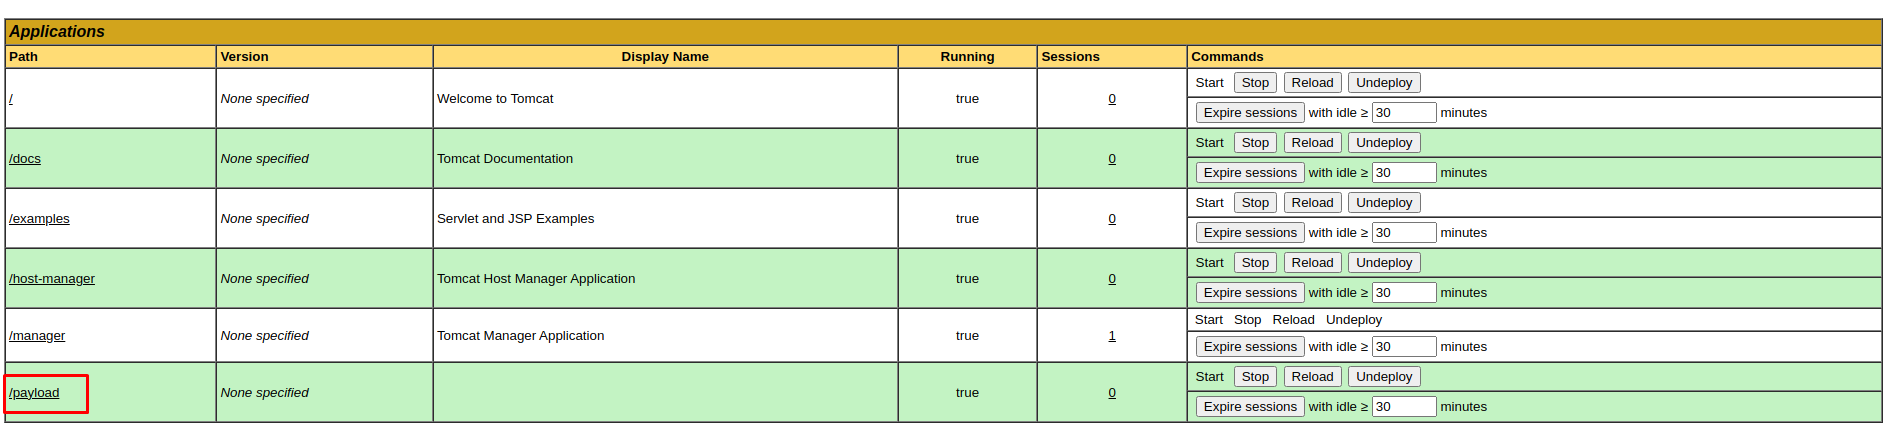 Applications
Path Version Display Name Running Sessions Commands
/ None specified Welcome to Tomcat true 0 Start Stop Reload Undeploy
Expire sessions with idle ≥ 30 minutes
/docs None specified Tomcat Documentation true 0 Start Stop Reload Undeploy
Expire sessions with idle ≥ 30 minutes
/examples None specified Servlet and JSP Examples true 0 Start Stop Reload Undeploy
Expire sessions with idle ≥ 30 minutes
/host-manager None specified Tomcat Host Manager Application true 0 Start Stop Reload Undeploy
Expire sessions with idle ≥ 30 minutes
/manager None specified Tomcat Manager Application true 1 Start Stop Reload Undeploy
Expire sessions with idle ≥ 30 minutes
/payload None specified true 0 Start Stop Reload Undeploy
Expire sessions with idle ≥ 30 minutes